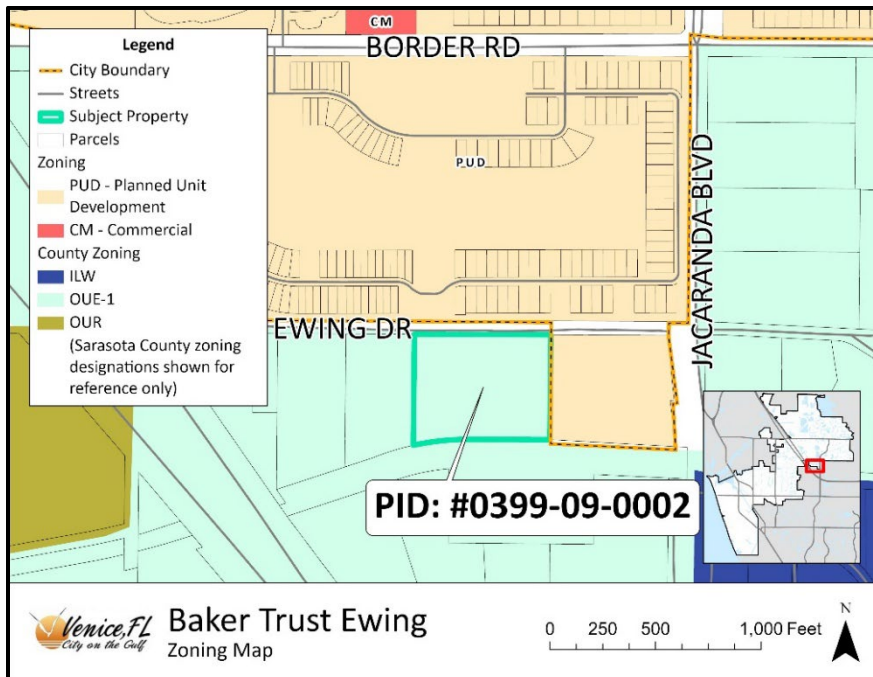 CM
BORDER RD
Legend
City Boundary
Streets
Subject Property
Parcels
Zoning
PUD - Planned Unit
Development
CM - Commercial
County Zoning
ILW
OUE-1
OUR
(Sarasota County zoning
designations shown for
reference only)
PUD
JACARANDA BLVD
EWING DR
PID: #0399-09-0002
Venice, FL
City on the Gulf
Baker Trust Ewing
Zoning Map
0 250 500 1,000 Feet
N